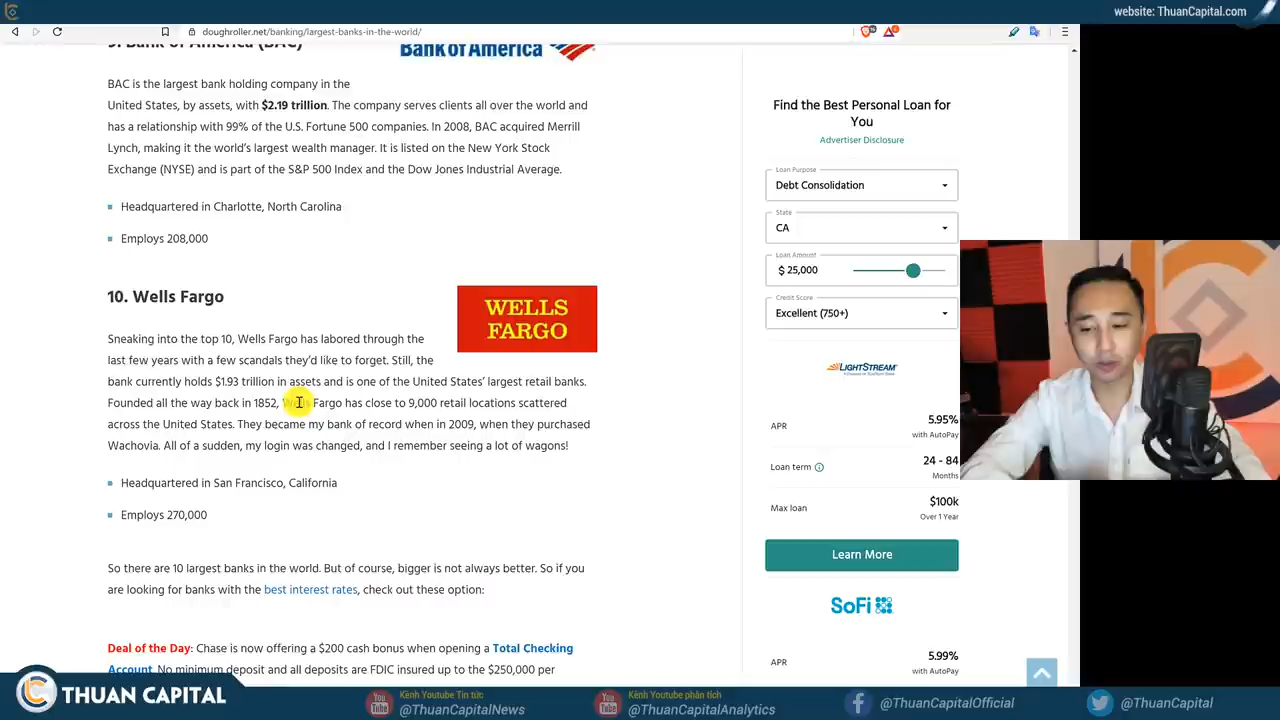 website: ThuanCapital.com
doughroller.net/banking/largest-banks-in-the-world/
9. Bank of America (BAC)
Bank of America
BAC is the largest bank holding company in the
United States, by assets, with $2.19 trillion. The company serves clients all over the world and
has a relationship with 99% of the U.S. Fortune 500 companies. In 2008, BAC acquired Merrill
Lynch, making it the world's largest wealth manager. It is listed on the New York Stock
Exchange (NYSE) and is part of the S&P 500 Index and the Dow Jones Industrial Average.
Headquartered in Charlotte, North Carolina
Employs 208,000
10. Wells Fargo
WELLS
FARGO
Sneaking into the top 10, Wells Fargo has labored through the
last few years with a few scandals they'd like to forget. Still, the
bank currently holds $1.93 trillion in assets and is one of the United States' largest retail banks.
Founded all the way back in 1852, Wells Fargo has close to 9,000 retail locations scattered
across the United States. They became my bank of record when in 2009, when they purchased
Wachovia. All of a sudden, my login was changed, and I remember seeing a lot of wagons!
Headquartered in San Francisco, California
Employs 270,000
So there are 10 largest banks in the world. But of course, bigger is not always better. So if you
are looking for banks with the best interest rates, check out these option:
Deal of the Day: Chase is now offering a $200 cash bonus when opening a Total Checking
Account. No minimum deposit and all deposits are FDIC insured up to the $250,000 per
Find the Best Personal Loan for
You
Advertiser Disclosure
Loan Purpose
Debt Consolidation
State
CA
Loan Amount
$ 25,000
Credit Score
Excellent (750+)
LIGHTSTREAM
APR
5.95%
with AutoPay
Loan term
24 - 84
Months
Max loan
$100k
Over 1 Year
Learn More
SoFi
APR
5.99%
with AutoPay
THUAN CAPITAL
Kênh Youtube Tin tức:
@ThuanCapitalNews
Kênh Youtube phân tích
@ThuanCapitalAnalytics
@ThuanCapitalOfficial
@ThuanCapital